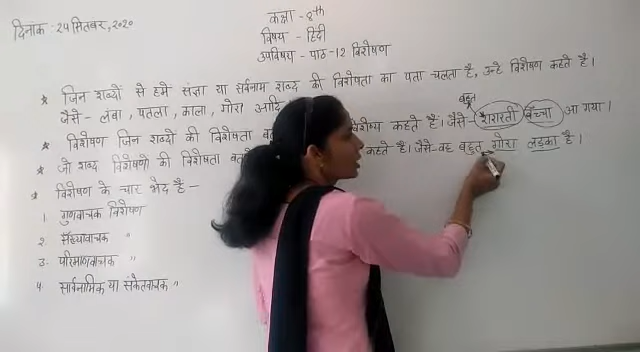 दिनांक - 24 सितंबर, 2020
कक्षा - 8th
विषय - हिंदी
उपविषय - पाठ-12 विशेषण
* जिन शब्दों से हमे संज्ञा या सर्वनाम शब्द की विशेषता का पता चलता है, उन्हे विशेषण कहते है।
जैसे - लंबा, पतला, काला, गोरा आदि
* विशेषण जिन शब्दों की विशेषता विशेष्य कहते हैं। जैसे- शरारती बच्चा आ गया।
* जो शब्द विशेषण की विशेषता कहते हैं। जैसे- वह बहुत गोरा लड़का है।
* विशेषण के चार भेद है -
1. गुणवाचक विशेषण
2. संख्यावाचक "
3. परिमाणवाचक "
4. सार्वनामिक या संकेतवाचक "